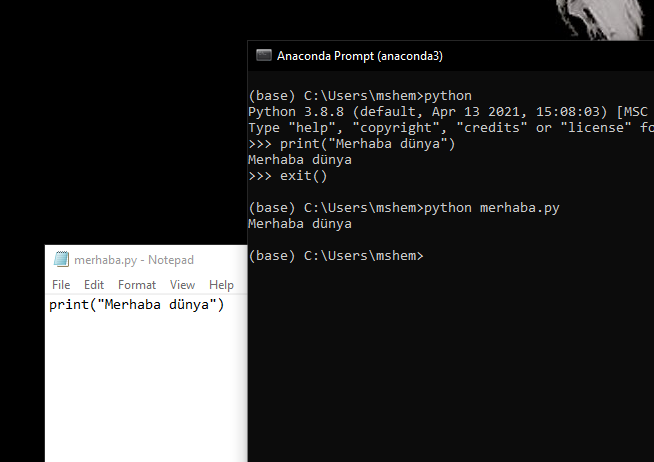 Anaconda Prompt (anaconda3)
(base) C:\Users\mshem>python
Python 3.8.8 (default, Apr 13 2021, 15:08:03) [MSC
Type "help", "copyright", "credits" or "license" fo
>>> print("Merhaba dünya")
Merhaba dünya
>>> exit()
(base) C:\Users\mshem>python merhaba.py
Merhaba dünya
(base) C:\Users\mshem>
merhaba.py - Notepad
File Edit Format View Help
print("Merhaba dünya")